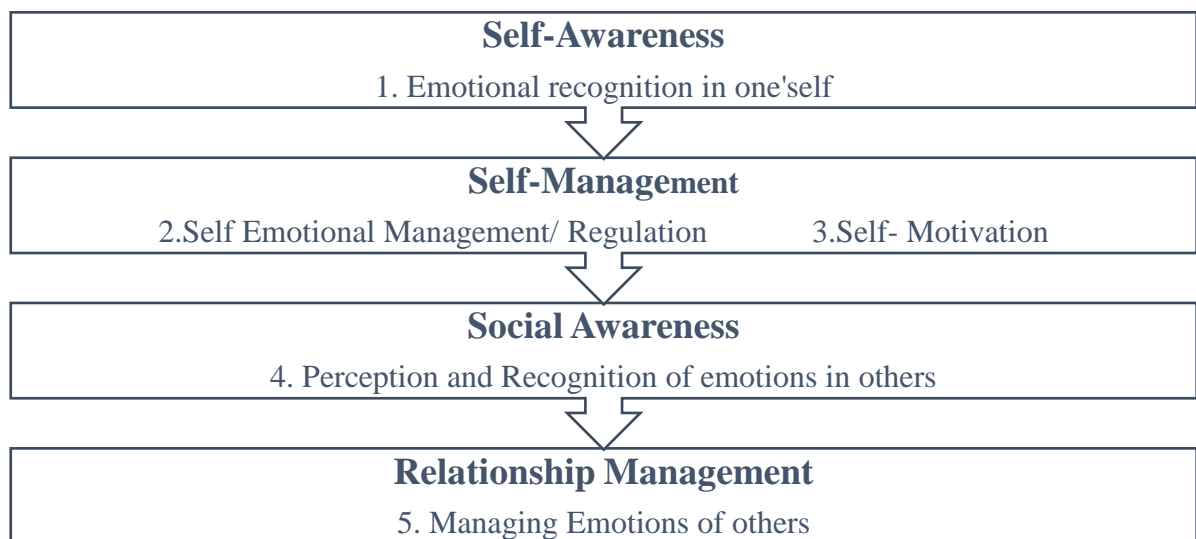 Self-Awareness
1. Emotional recognition in one'self
Self-Management
2.Self Emotional Management/ Regulation 3.Self- Motivation
Social Awareness
4. Perception and Recognition of emotions in others
Relationship Management
5. Managing Emotions of others